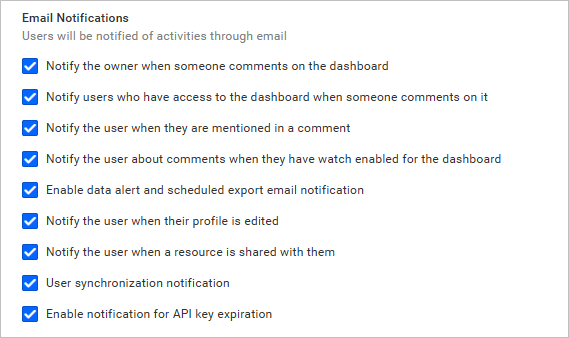 Email Notifications
Users will be notified of activities through email
Notify the owner when someone comments on the dashboard
Notify users who have access to the dashboard when someone comments on it
Notify the user when they are mentioned in a comment
Notify the user about comments when they have watch enabled for the dashboard
Enable data alert and scheduled export email notification
Notify the user when their profile is edited
Notify the user when a resource is shared with them
User synchronization notification
Enable notification for API key expiration